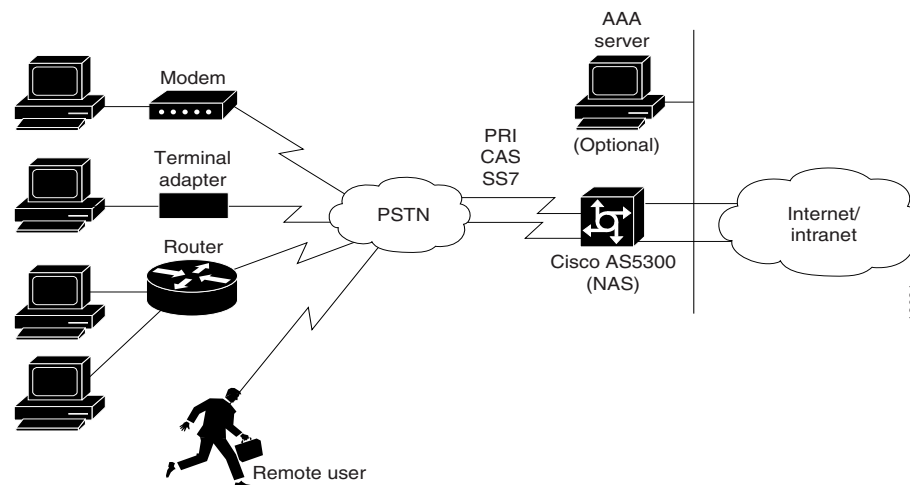 AAA
server
Modem
(Optional)
PRI
CAS
SS7
Terminal
adapter
PSTN
Internet/
intranet
Router
Cisco AS5300
(NAS)
Remote user